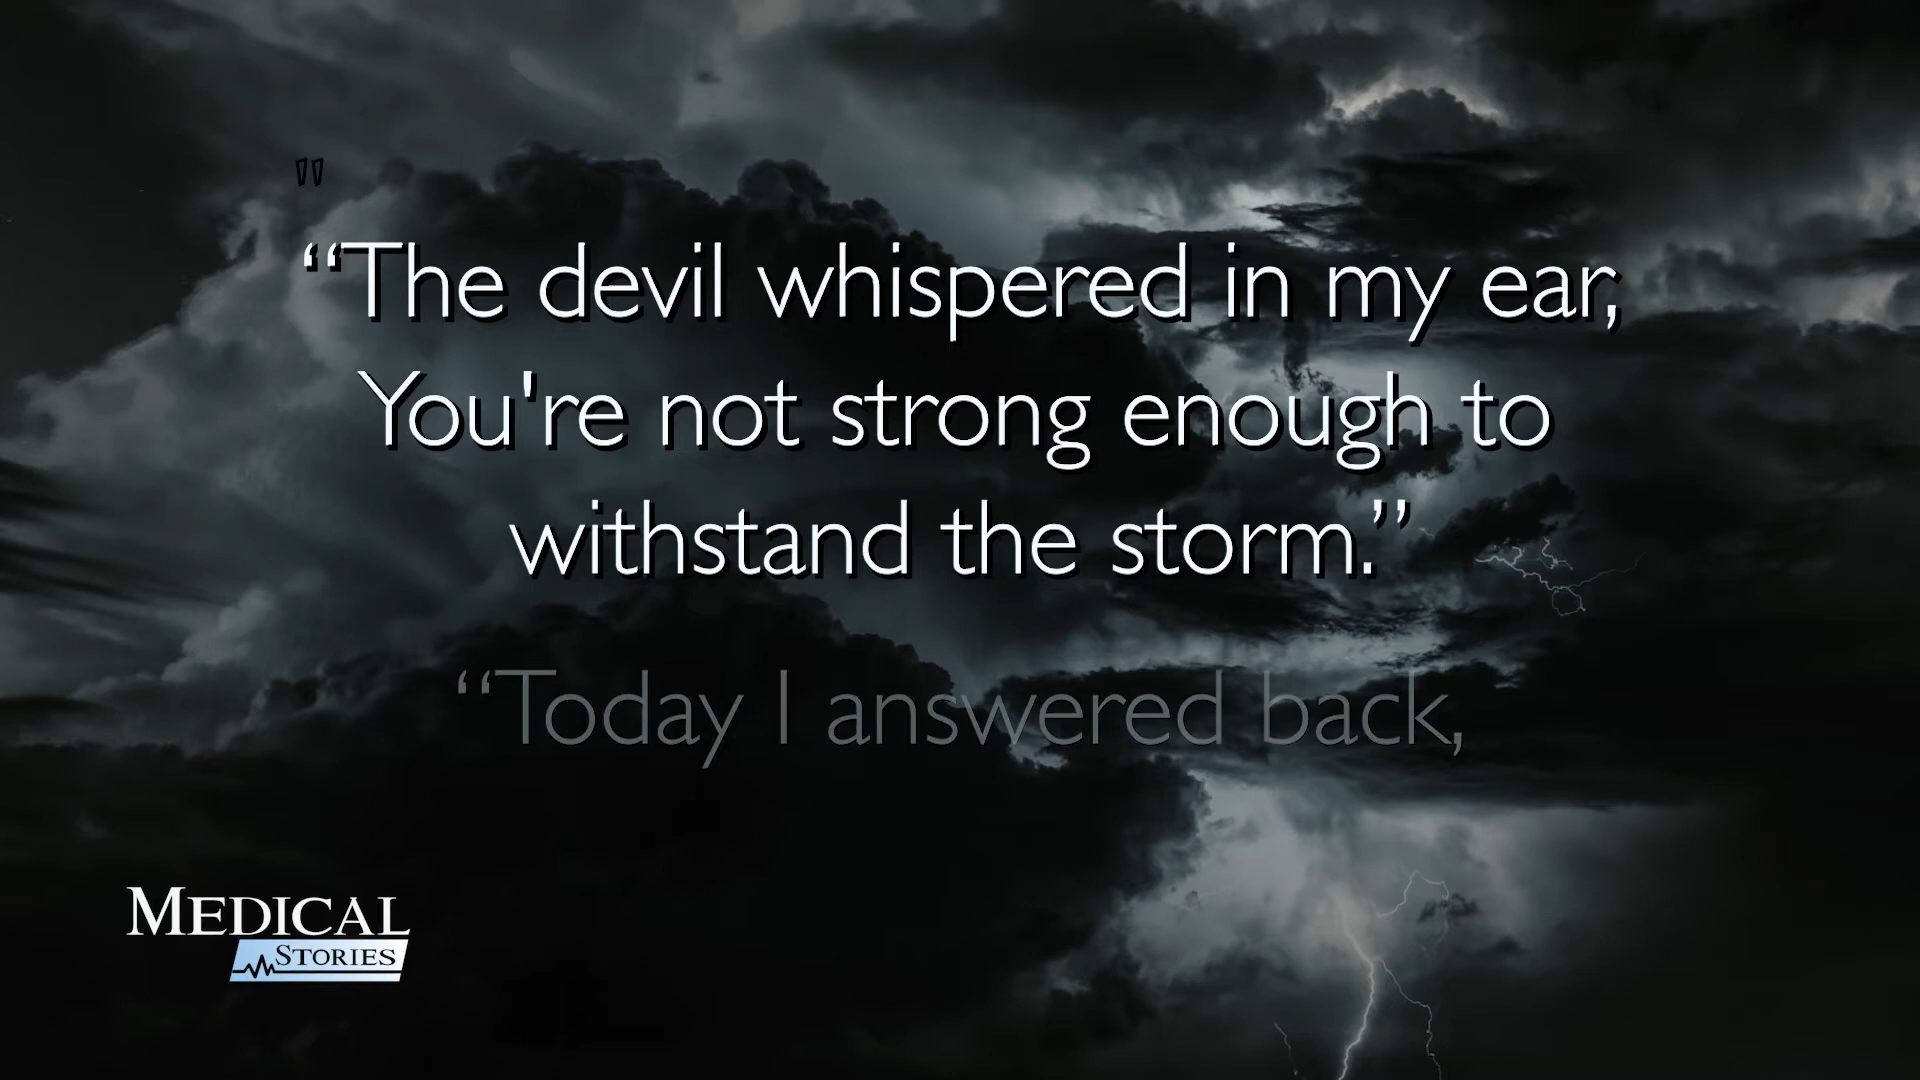 "
“The devil whispered in my ear,
You're not strong enough to
withstand the storm.”
“Today I answered back,
MEDICAL
STORIES